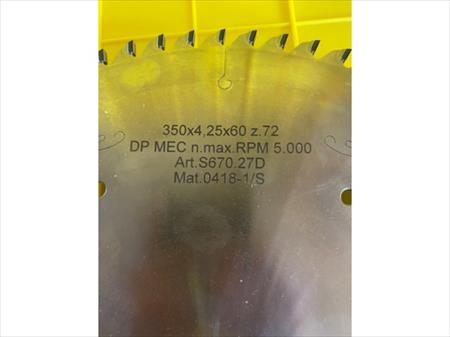 350x4,25x60 z.72
DP MEC n.max.RPM 5.000
Art.S670.27D
Mat.0418-1/S